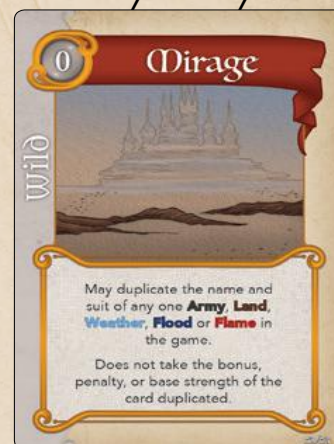 0
Mirage
Wild
May duplicate the name and
suit of any one Army, Land,
Weather, Flood or Flame in
the game.
Does not take the bonus,
penalty, or base strength of the
card duplicated.